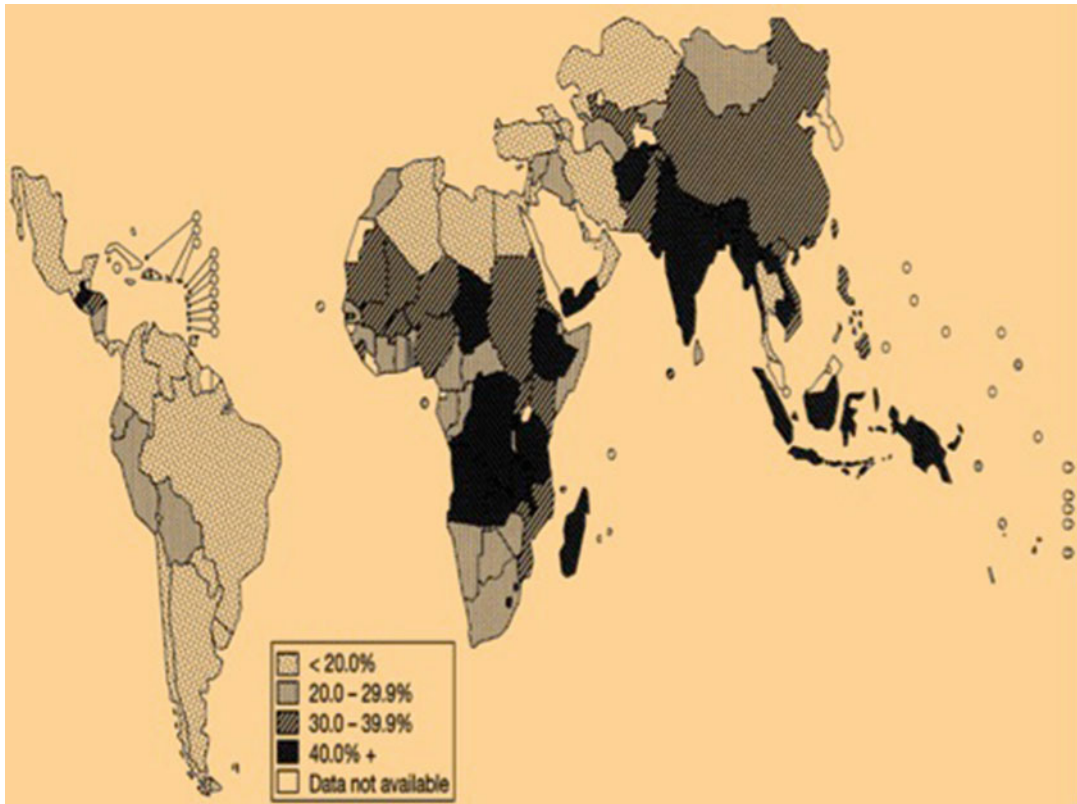 < 20.0%
20.0 – 29.9%
30.0 – 39.9%
40.0% +
Data not available